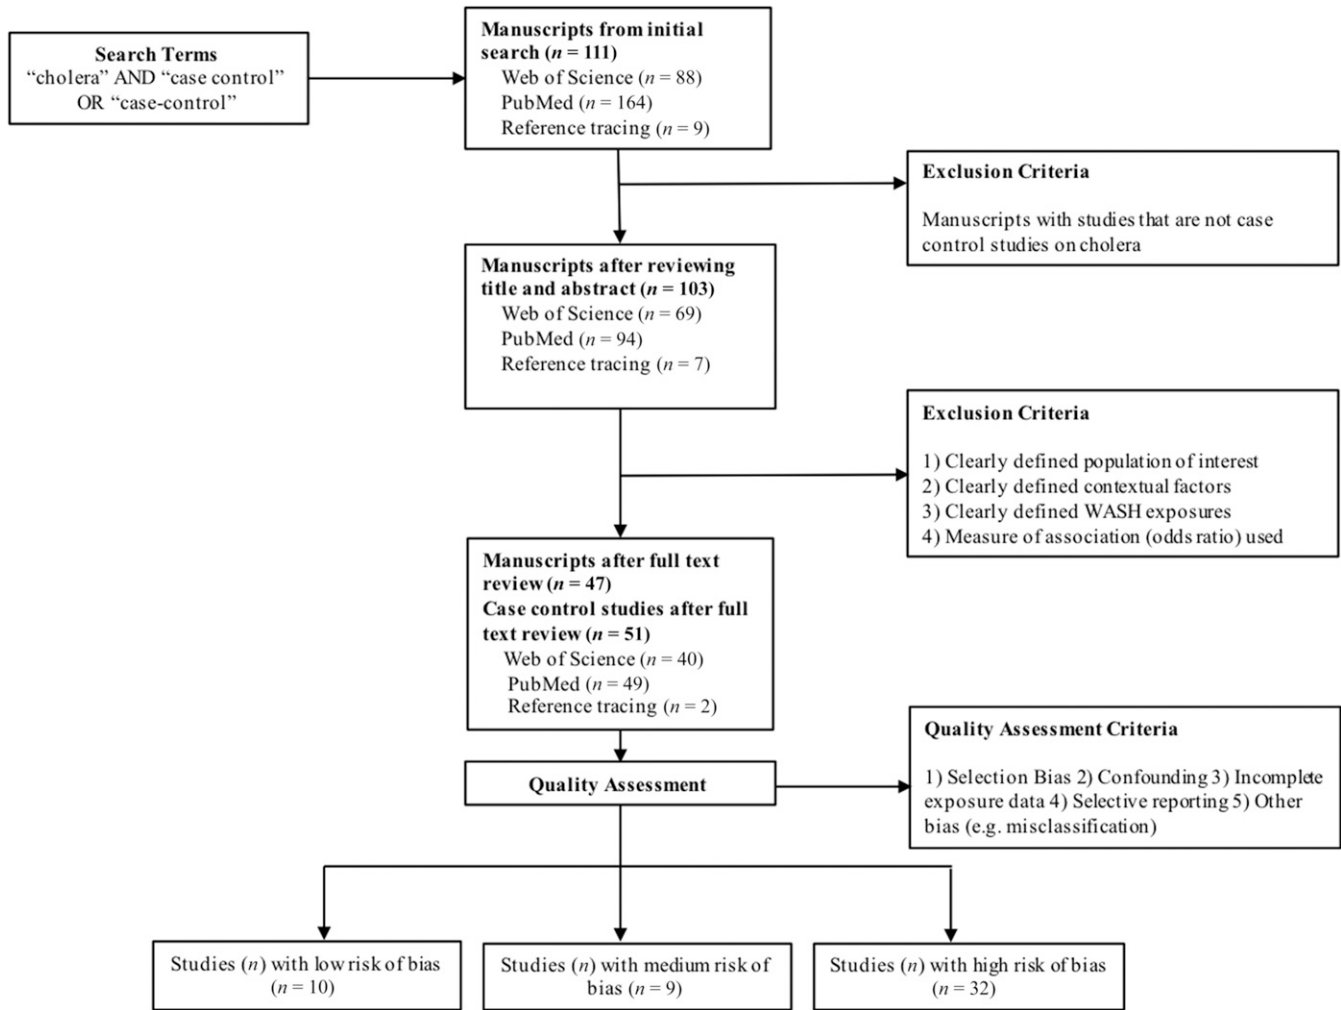 Search Terms
“cholera” AND “case control”
OR “case-control”
Manuscripts from initial
search (n = 111)
Web of Science (n = 88)
PubMed (n = 164)
Reference tracing (n = 9)
Exclusion Criteria
Manuscripts with studies that are not case
control studies on cholera
Manuscripts after reviewing
title and abstract (n = 103)
Web of Science (n = 69)
PubMed (n = 94)
Reference tracing (n = 7)
Exclusion Criteria
1) Clearly defined population of interest
2) Clearly defined contextual factors
3) Clearly defined WASH exposures
4) Measure of association (odds ratio) used
Manuscripts after full text
review (n = 47)
Case control studies after full
text review (n = 51)
Web of Science (n = 40)
PubMed (n = 49)
Reference tracing (n = 2)
Quality Assessment
Quality Assessment Criteria
1) Selection Bias 2) Confounding 3) Incomplete
exposure data 4) Selective reporting 5) Other
bias (e.g. misclassification)
Studies (n) with low risk of bias
(n = 10)
Studies (n) with medium risk of
bias (n = 9)
Studies (n) with high risk of bias
(n = 32)